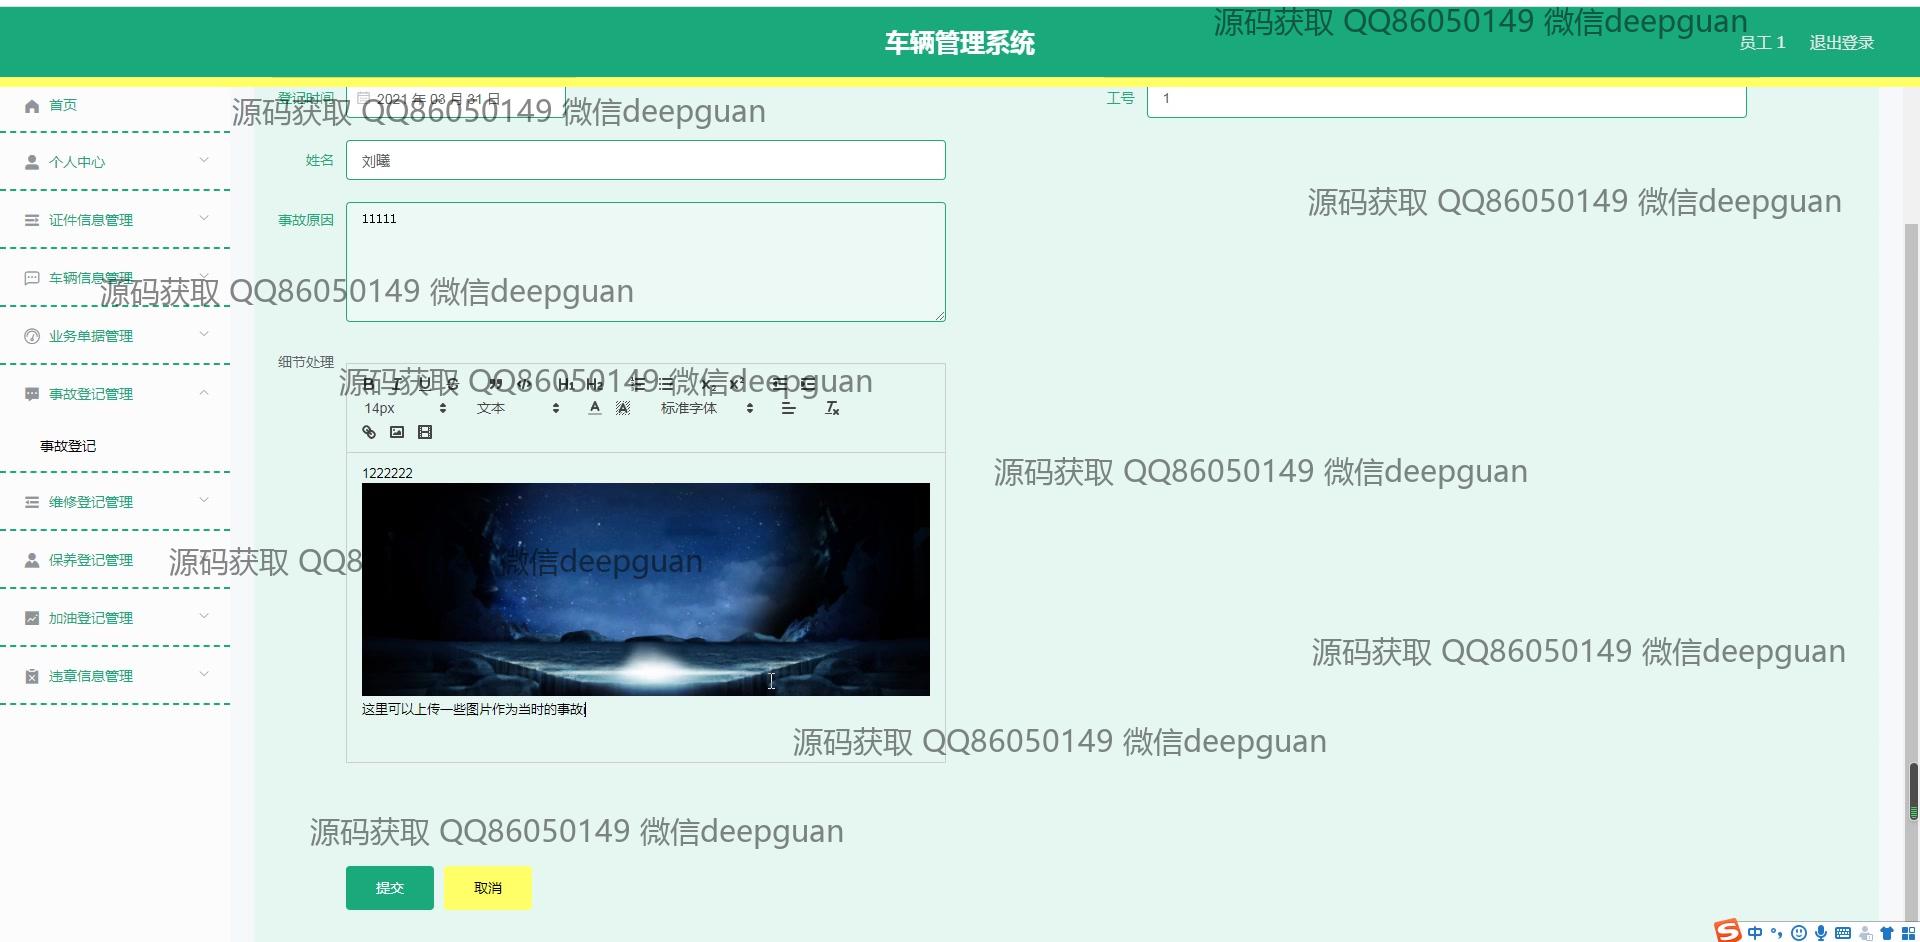 车辆管理系统
源码获取 QQ86050149 微信deepguan
员工1 退出登录
首页
登记时间 2021 年 03 月 31 日
工号 1
源码获取 QQ86050149 微信deepguan
个人中心
姓名 刘曦
源码获取 QQ86050149 微信deepguan
证件信息管理
事故原因 11111
车辆信息管理
源码获取 QQ86050149 微信deepguan
业务单据管理
细节处理
源码获取 QQ86050149 微信deepguan
B I U S H1 H2 X₂ X²
事故登记管理
14px 文本 A A 标准字体 Tx
事故登记
1222222
源码获取 QQ86050149 微信deepguan
维修登记管理
保养登记管理
源码获取 QQ8 微信deepguan
加油登记管理
源码获取 QQ86050149 微信deepguan
违章信息管理
这里可以上传一些图片作为当时的事故
源码获取 QQ86050149 微信deepguan
源码获取 QQ86050149 微信deepguan
提交 取消
S 中